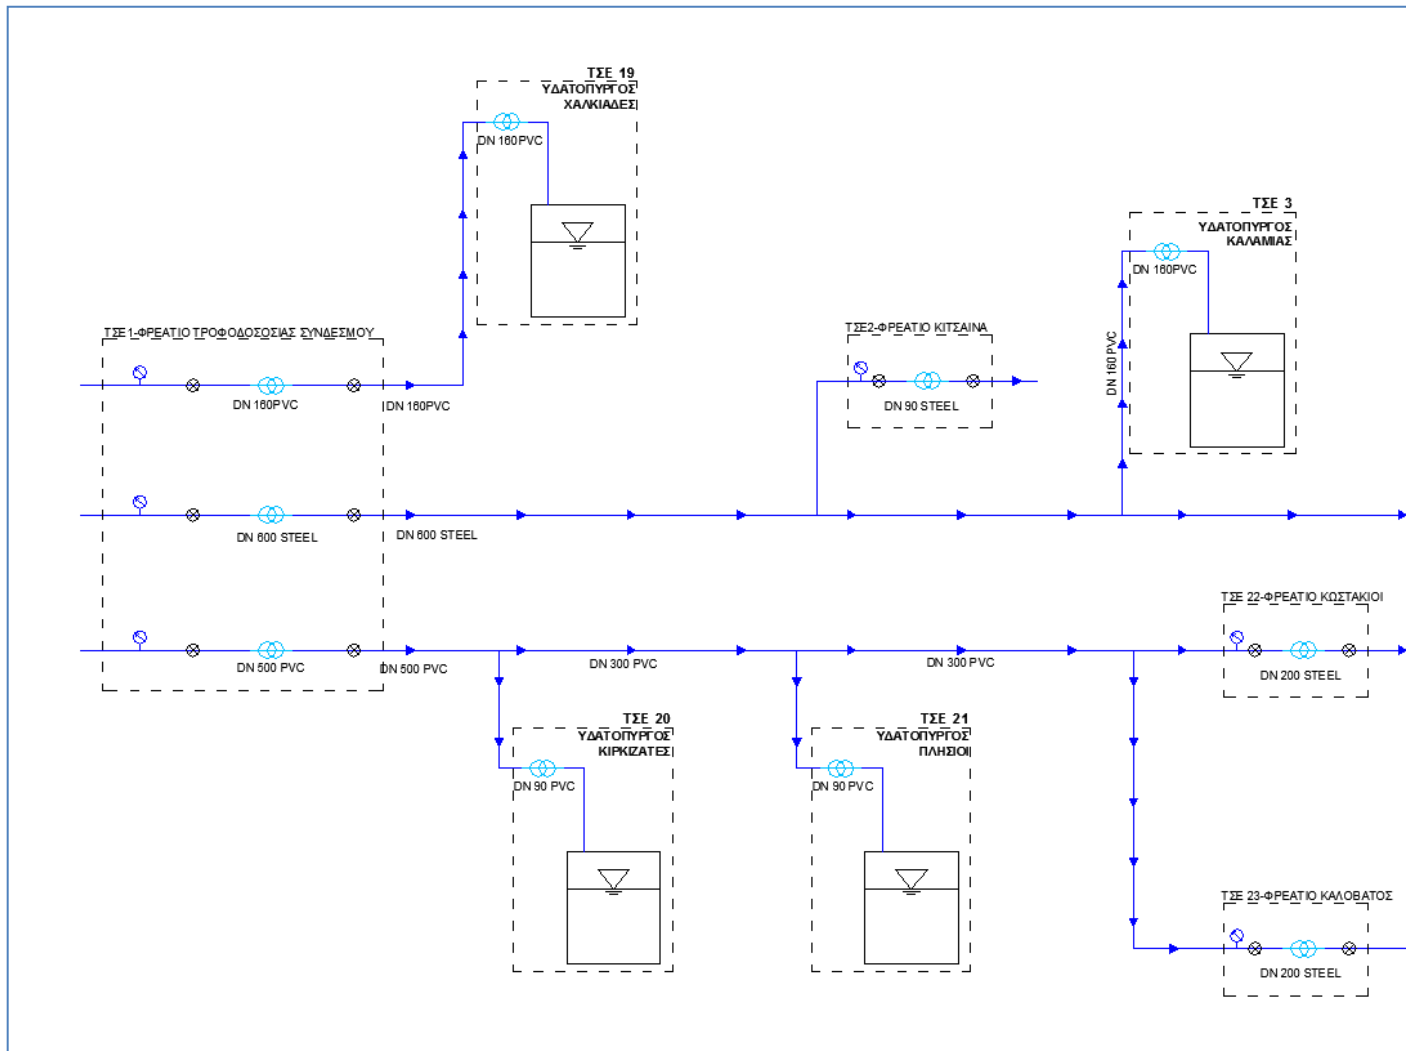 ΤΣΕ 19
ΥΔΑΤΟΠΥΡΓΟΣ
ΧΑΛΚΙΑΔΕΣ
DN 160PVC
ΤΣΕ 3
ΥΔΑΤΟΠΥΡΓΟΣ
ΚΑΛΑΜΙΑΣ
DN 160PVC
DN 160 PVC
ΤΣΕ1-ΦΡΕΑΤΙΟ ΤΡΟΦΟΔΟΣΟΣΙΑΣ ΣΥΝΔΕΣΜΟΥ
DN 160PVC
DN 160PVC
ΤΣΕ2-ΦΡΕΑΤΙΟ ΚΙΤΣΑΙΝΑ
DN 90 STEEL
DN 600 STEEL
DN 600 STEEL
DN 500 PVC
DN 500 PVC
DN 300 PVC
DN 300 PVC
ΤΣΕ 22-ΦΡΕΑΤΙΟ ΚΩΣΤΑΚΙΟΙ
DN 200 STEEL
ΤΣΕ 20
ΥΔΑΤΟΠΥΡΓΟΣ
ΚΙΡΚΙΖΑΤΕΣ
DN 90 PVC
ΤΣΕ 21
ΥΔΑΤΟΠΥΡΓΟΣ
ΠΛΗΣΙΟΙ
DN 90 PVC
ΤΣΕ 23-ΦΡΕΑΤΙΟ ΚΑΛΟΒΑΤΟΣ
DN 200 STEEL